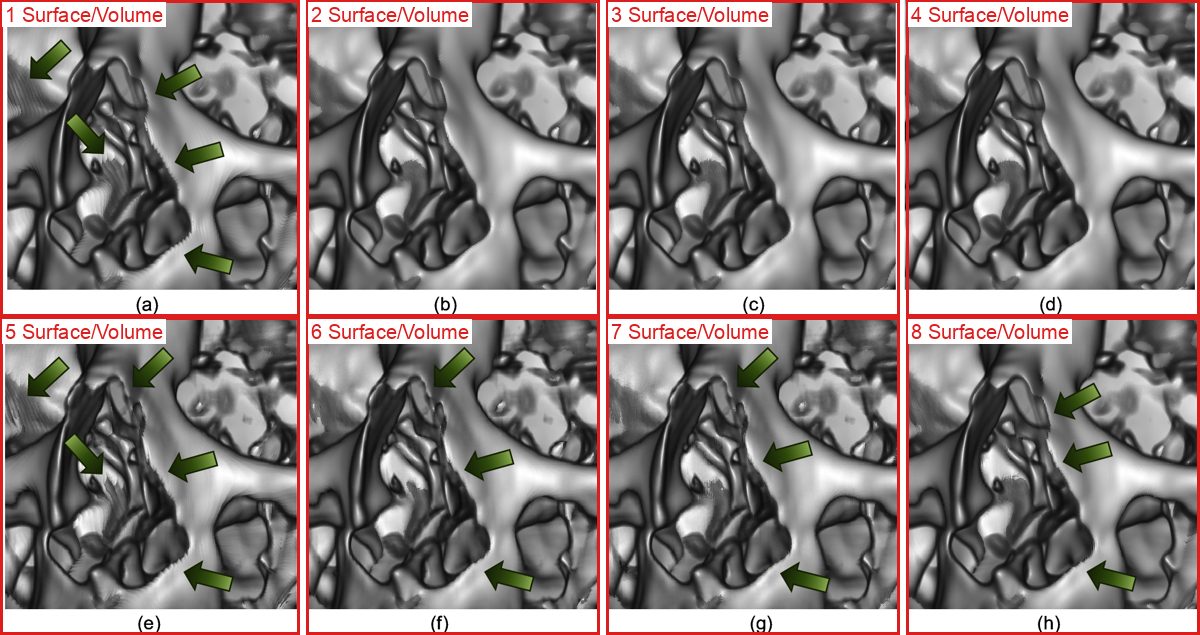 1 Surface/Volume
2 Surface/Volume
3 Surface/Volume
4 Surface/Volume
(a)
(b)
(c)
(d)
5 Surface/Volume
6 Surface/Volume
7 Surface/Volume
8 Surface/Volume
(e)
(f)
(g)
(h)